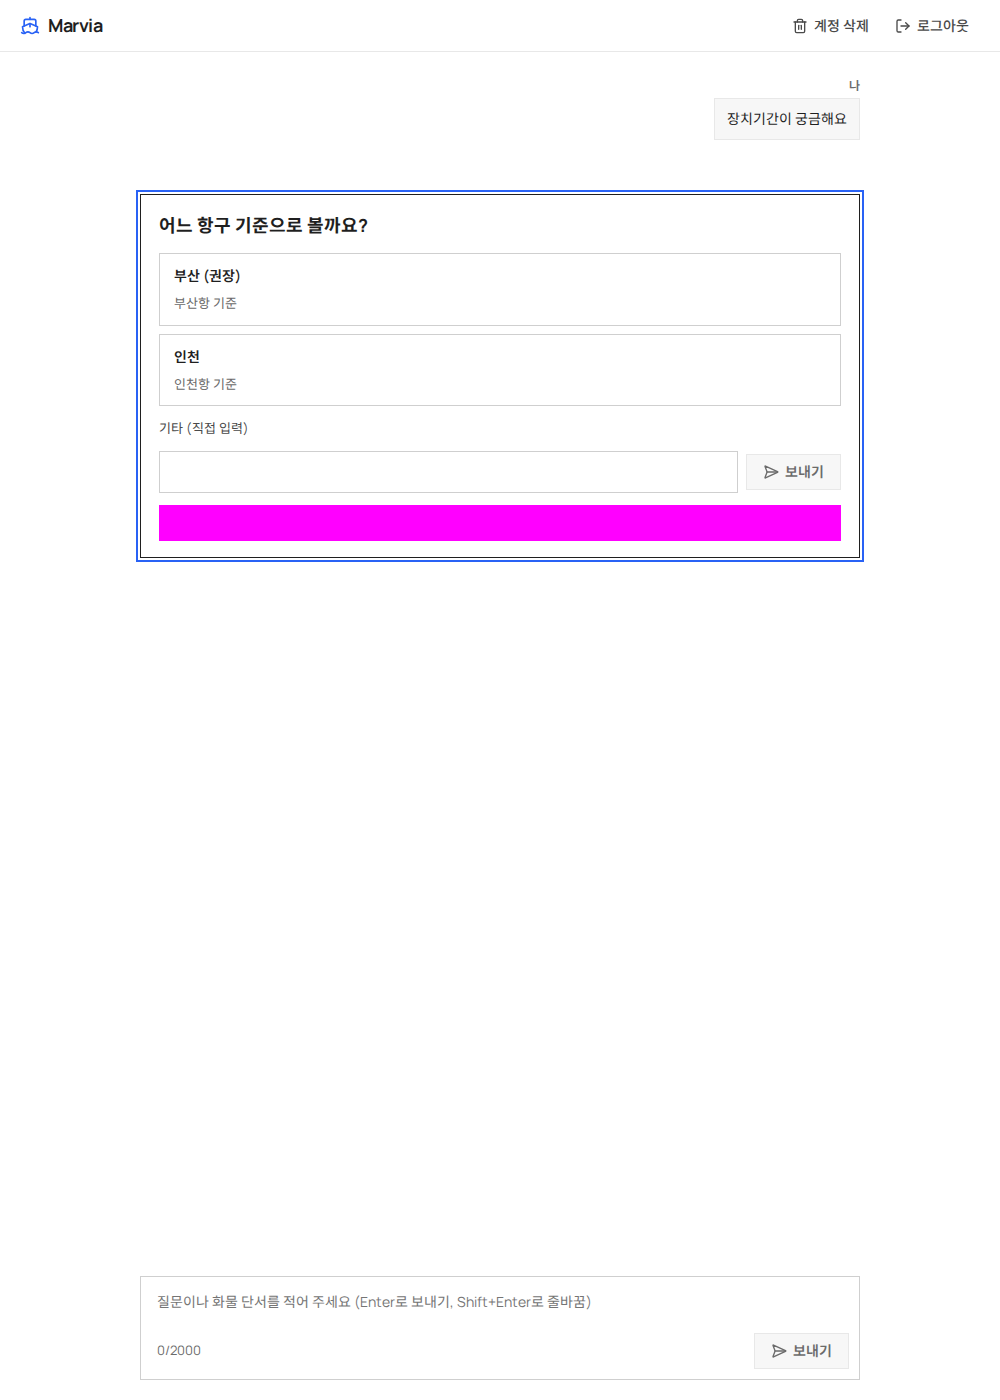 Marvia
계정 삭제
로그아웃
나
장치기간이 궁금해요
어느 항구 기준으로 볼까요?
부산 (권장)
부산항 기준
인천
인천항 기준
기타 (직접 입력)
보내기
질문이나 화물 단서를 적어 주세요 (Enter로 보내기, Shift+Enter로 줄바꿈)
0/2000
보내기